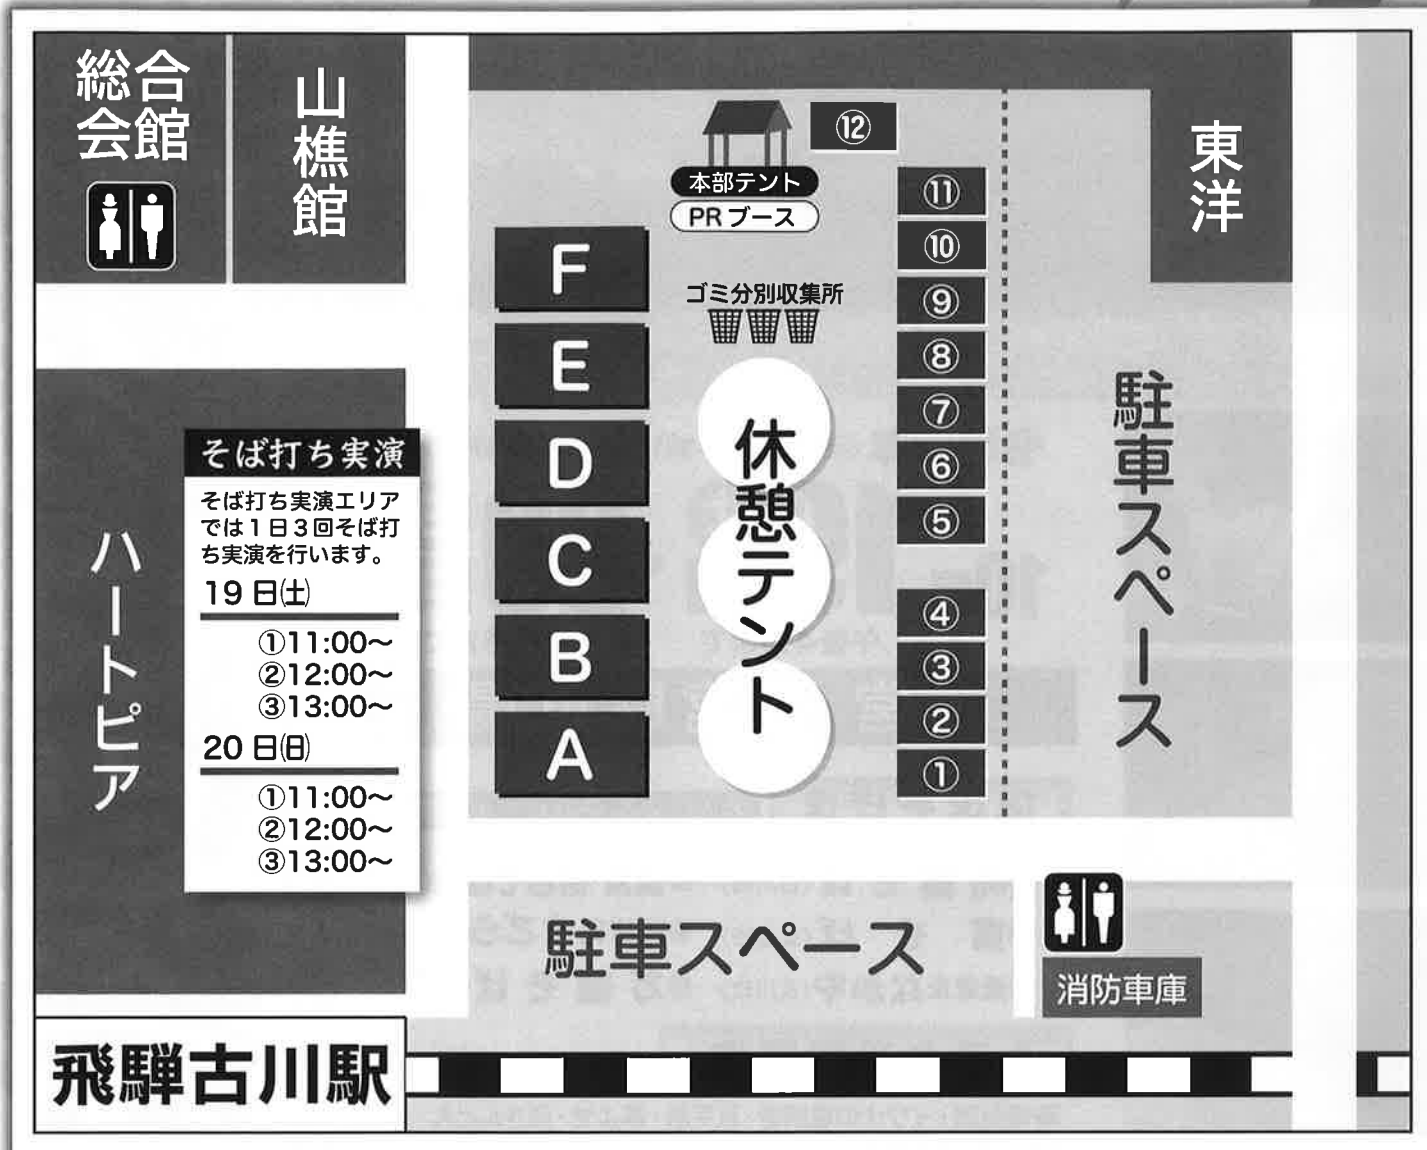 総合
会館
山樵館
東洋
⑫
本部テント
PRブース
⑪
⑩
⑨
⑧
⑦
⑥
⑤
④
③
②
①
F
E
D
C
B
A
ゴミ分別収集所
休憩テント
駐車スペース
ハートピア
そば打ち実演
そば打ち実演エリア
では1日3回そば打
ち実演を行います。
19日㈯
①11:00〜
②12:00〜
③13:00〜
20日㈰
①11:00〜
②12:00〜
③13:00〜
駐車スペース
消防車庫
飛騨古川駅